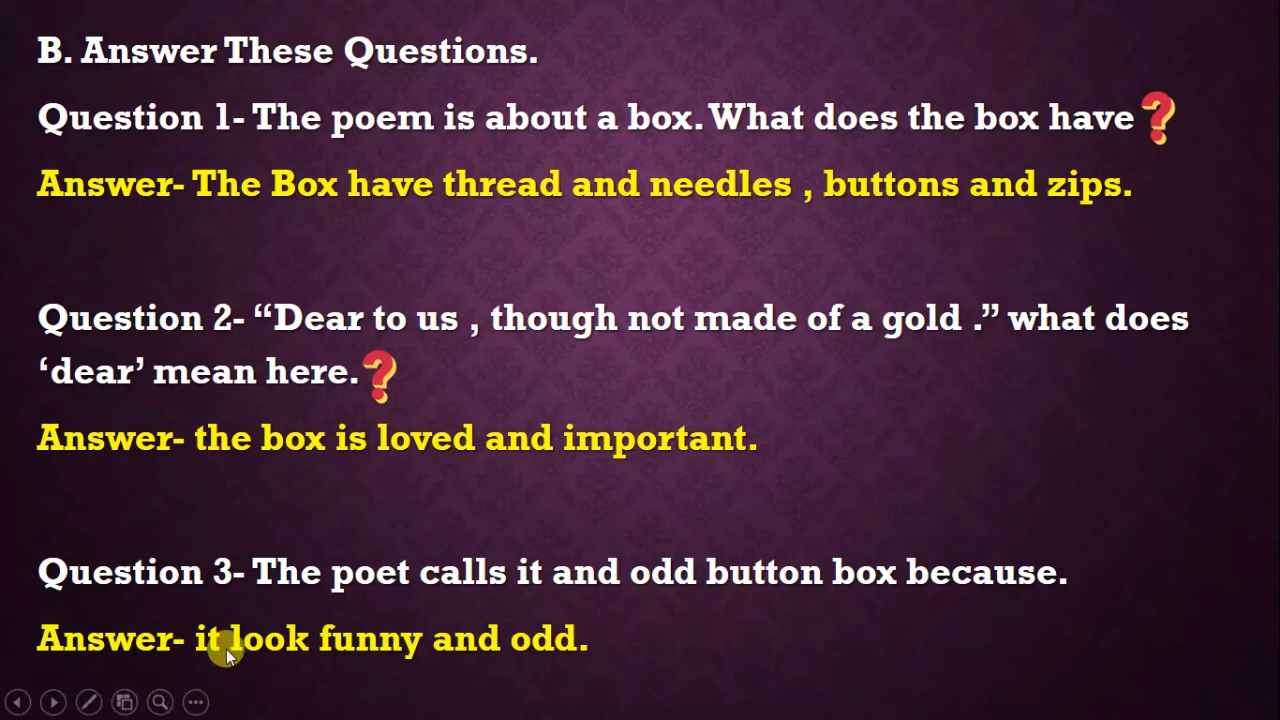 B. Answer These Questions.
Question 1- The poem is about a box. What does the box have❓
Answer- The Box have thread and needles , buttons and zips.
Question 2- “Dear to us , though not made of a gold .” what does
‘dear’ mean here.❓
Answer- the box is loved and important.
Question 3- The poet calls it and odd button box because.
Answer- it look funny and odd.